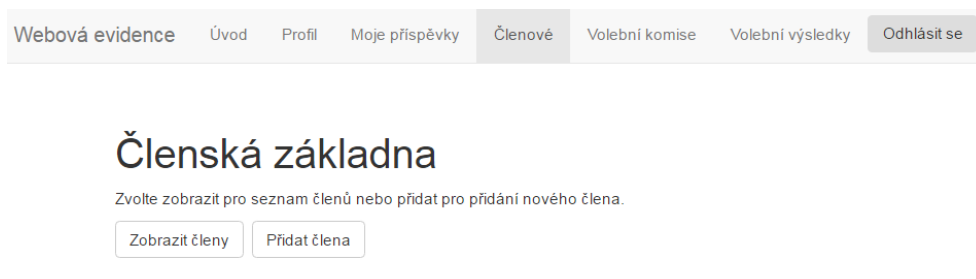 Webová evidence Úvod Profil Moje příspěvky Členové Volební komise Volební výsledky Odhlásit se
Členská základna
Zvolte zobrazit pro seznam členů nebo přidat pro přidání nového člena.
Zobrazit členy Přidat člena